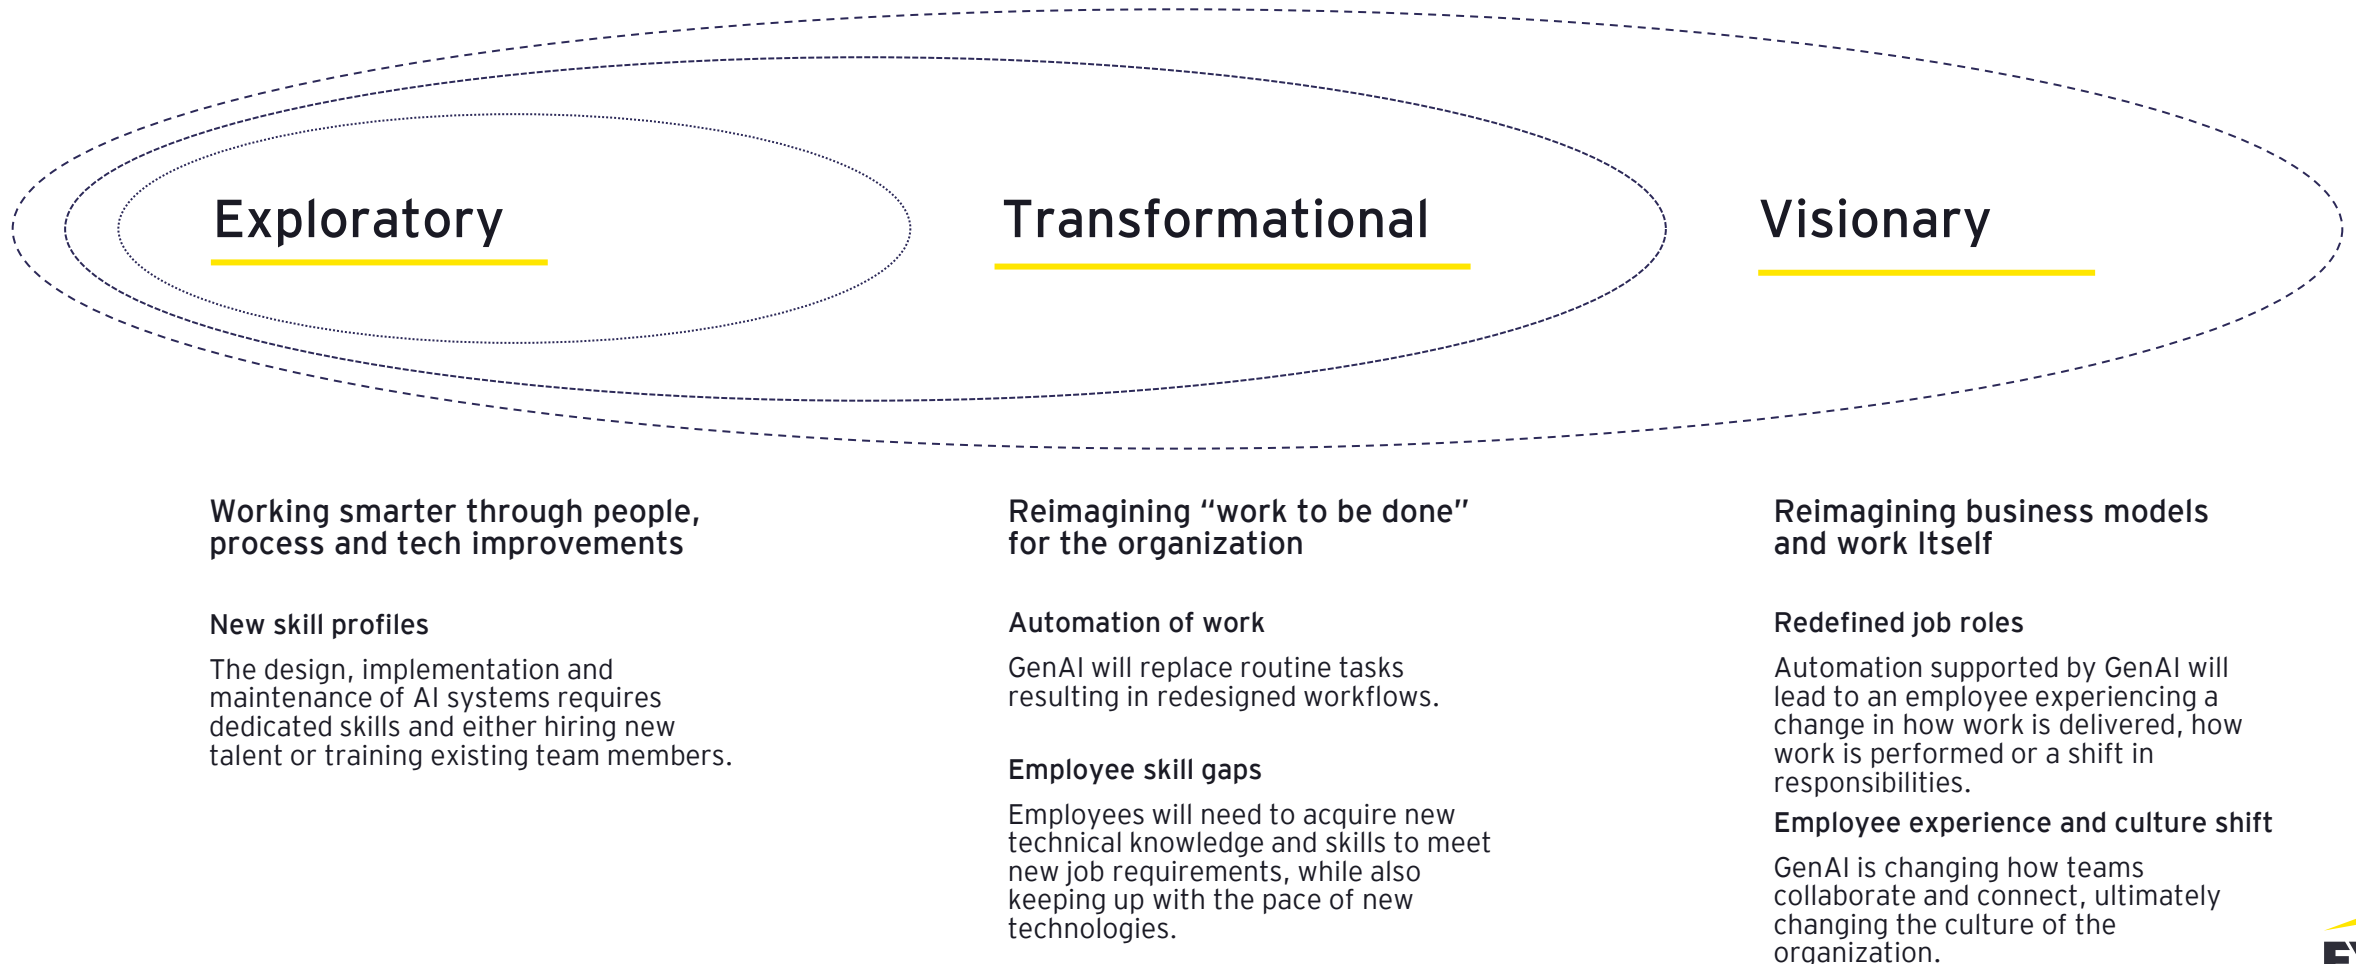 Exploratory
Transformational
Visionary
Working smarter through people,
process and tech improvements
New skill profiles
The design, implementation and
maintenance of AI systems requires
dedicated skills and either hiring new
talent or training existing team members.
Reimagining “work to be done”
for the organization
Automation of work
GenAI will replace routine tasks
resulting in redesigned workflows.
Employee skill gaps
Employees will need to acquire new
technical knowledge and skills to meet
new job requirements, while also
keeping up with the pace of new
technologies.
Reimagining business models
and work Itself
Redefined job roles
Automation supported by GenAI will
lead to an employee experiencing a
change in how work is delivered, how
work is performed or a shift in
responsibilities.
Employee experience and culture shift
GenAI is changing how teams
collaborate and connect, ultimately
changing the culture of the
organization.